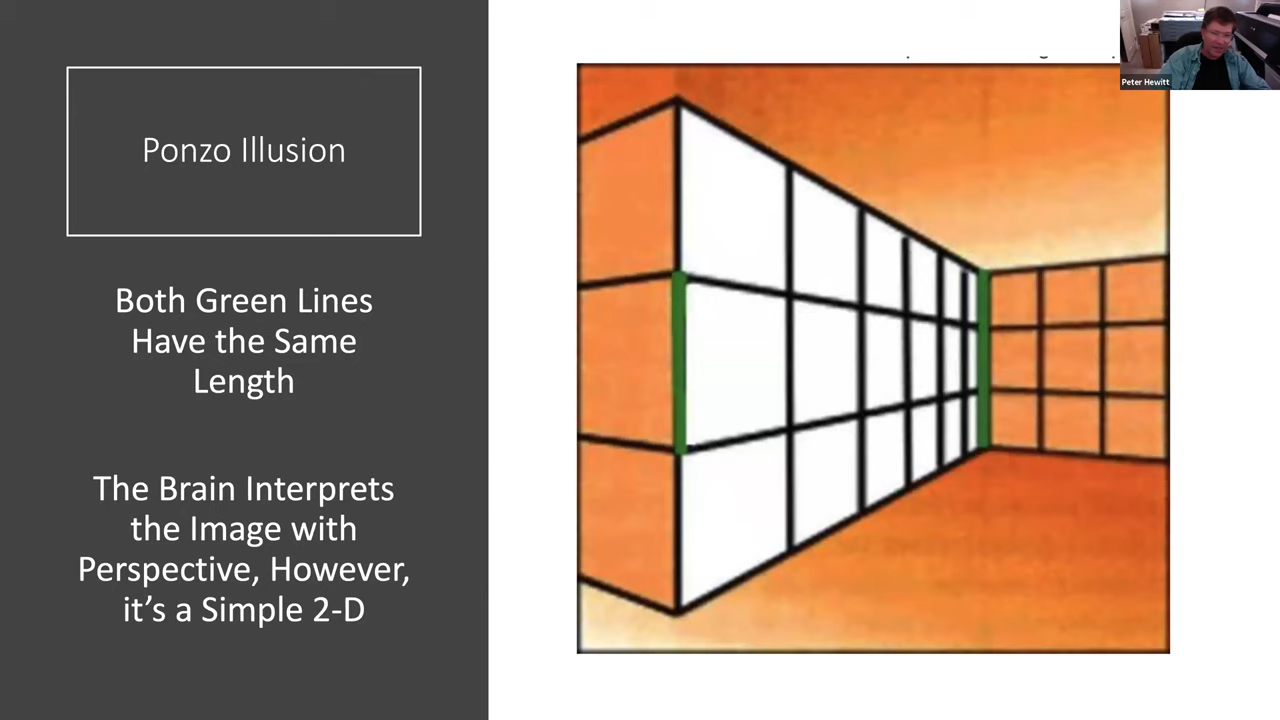 Ponzo Illusion
Both Green Lines
Have the Same
Length
The Brain Interprets
the Image with
Perspective, However,
it’s a Simple 2-D
Peter Hewitt